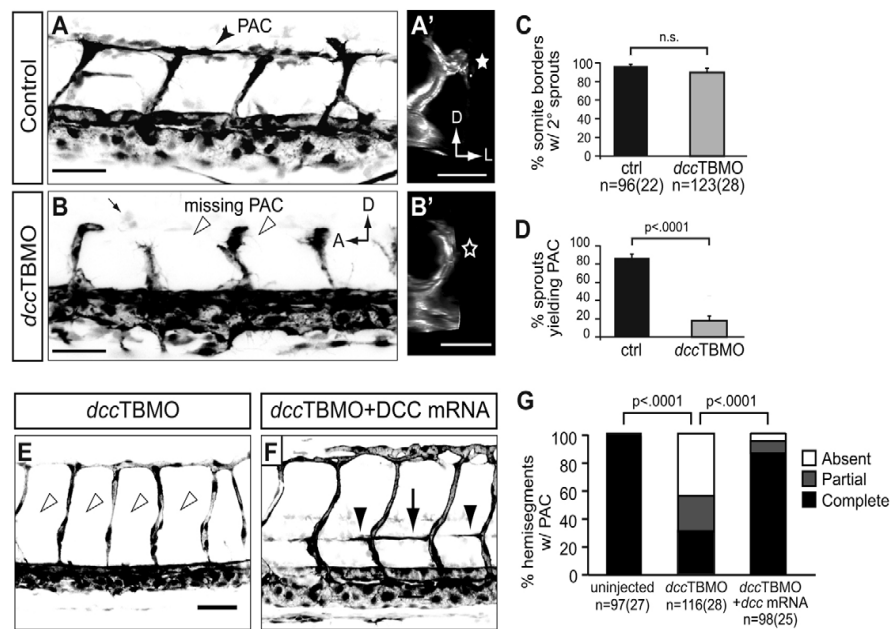 Control
A
PAC
A'
D
L
dccTBMO
B
missing PAC
D
A
B'
C
% somite borders
w/ 2° sprouts
100
80
60
40
20
0
n.s.
ctrl
n=96(22)
dccTBMO
n=123(28)
D
% sprouts
yielding PAC
100
80
60
40
20
0
p<.0001
ctrl
dccTBMO
dccTBMO
E
dccTBMO+DCC mRNA
F
G
% hemisegments
w/ PAC
100
80
60
40
20
0
p<.0001
p<.0001
Absent
Partial
Complete
uninjected
n=97(27)
dccTBMO
n=116(28)
dccTBMO
+dcc mRNA
n=98(25)